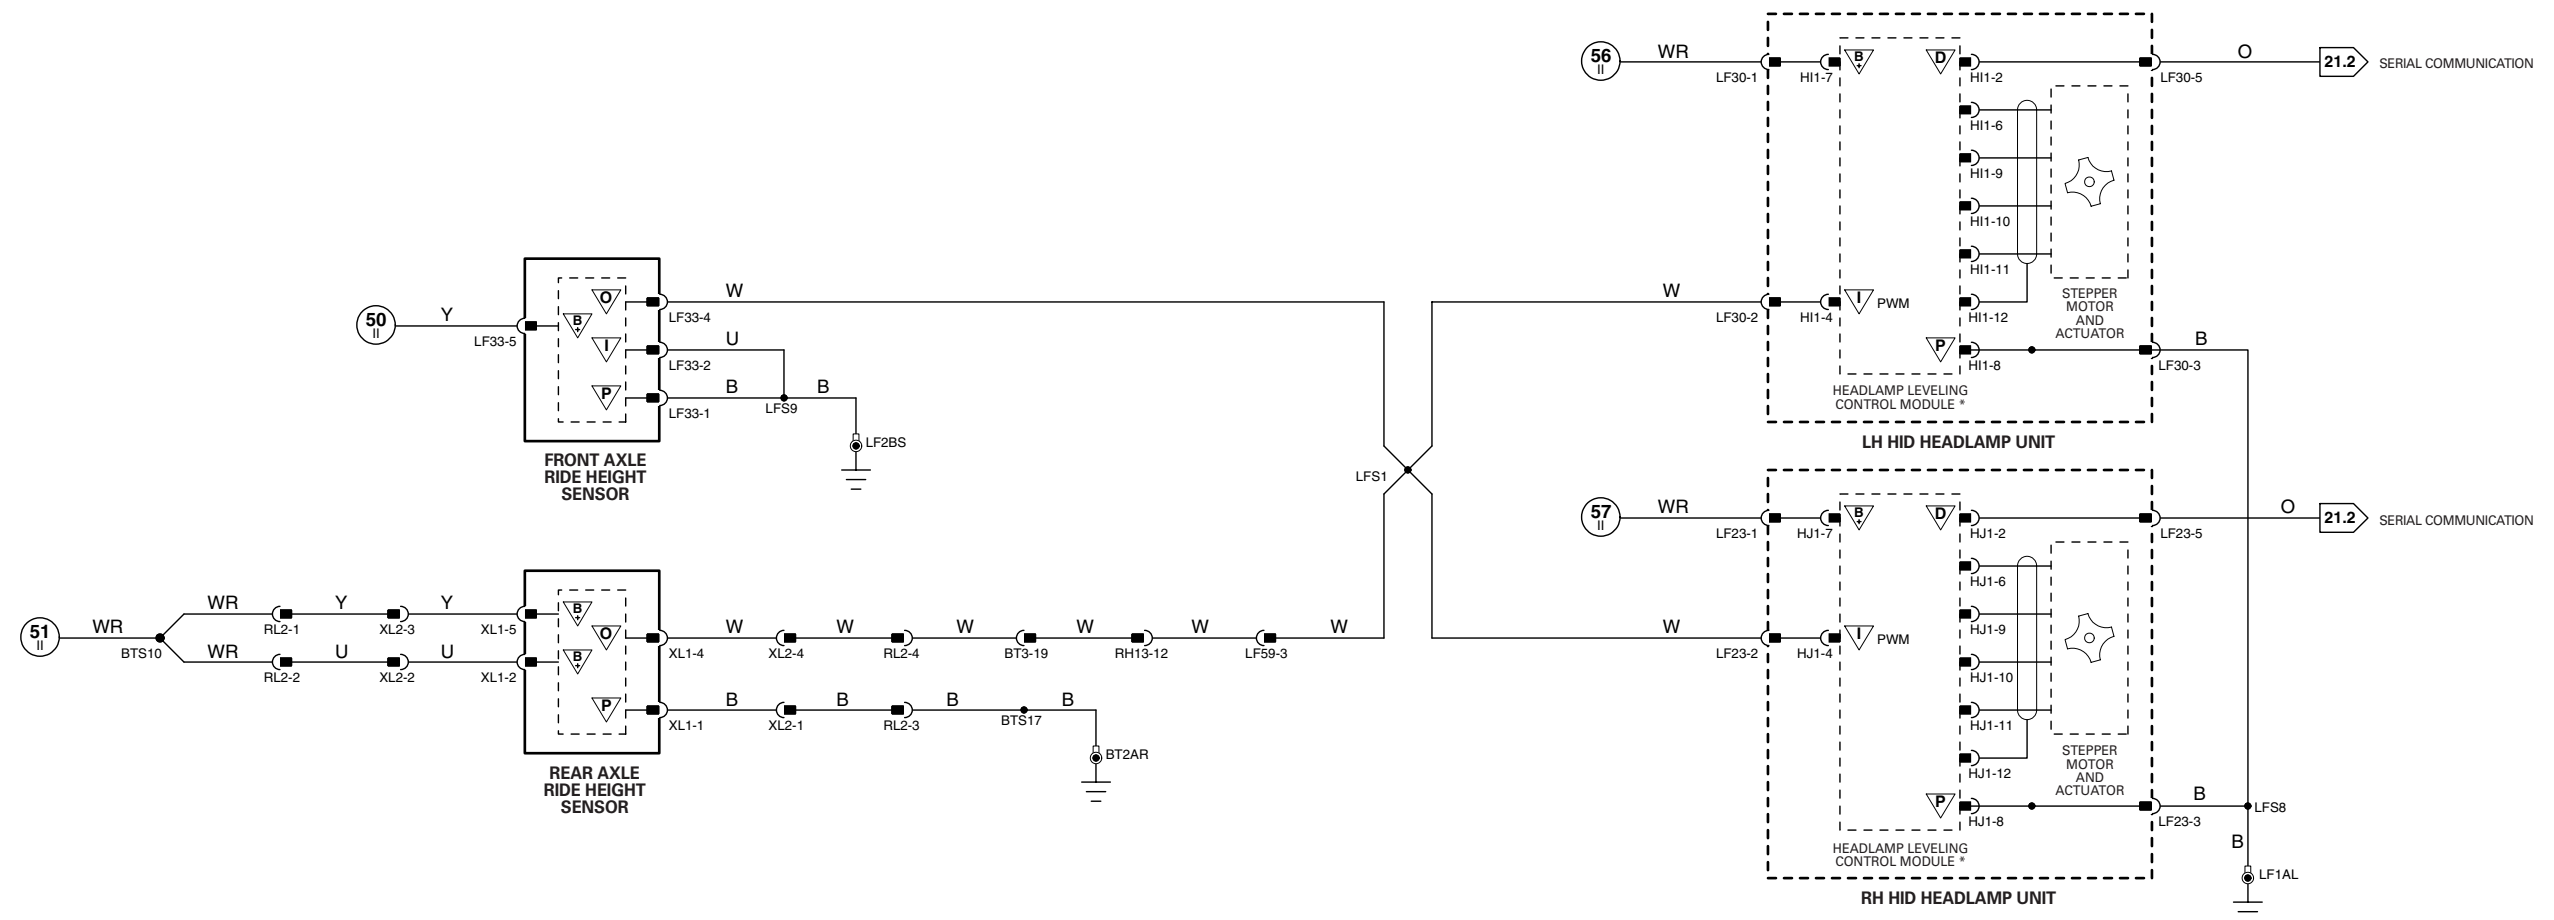 56
II
WR
LF30-1
HI1-7
B
+
D
HI1-2
LF30-5
O
21.2
SERIAL COMMUNICATION
HI1-6
HI1-9
HI1-10
HI1-11
HI1-12
STEPPER
MOTOR
AND
ACTUATOR
W
LF30-2
HI1-4
I
PWM
P
HI1-8
LF30-3
B
HEADLAMP LEVELING
CONTROL MODULE *
LH HID HEADLAMP UNIT
50
II
Y
LF33-5
B
+
O
I
P
LF33-4
W
LF33-2
U
LF33-1
B
LFS9
B
LF2BS
FRONT AXLE
RIDE HEIGHT
SENSOR
LFS1
57
II
WR
LF23-1
HJ1-7
B
+
D
HJ1-2
LF23-5
O
21.2
SERIAL COMMUNICATION
HJ1-6
HJ1-9
HJ1-10
HJ1-11
HJ1-12
STEPPER
MOTOR
AND
ACTUATOR
W
LF23-2
HJ1-4
I
PWM
P
HJ1-8
LF23-3
B
LFS8
B
LF1AL
HEADLAMP LEVELING
CONTROL MODULE *
RH HID HEADLAMP UNIT
51
II
WR
BTS10
WR
RL2-1
Y
XL2-3
Y
XL1-5
WR
RL2-2
U
XL2-2
U
XL1-2
B
+
O
B
+
P
XL1-4
W
XL2-4
W
RL2-4
W
BT3-19
W
RH13-12
W
LF59-3
W
XL1-1
B
XL2-1
B
RL2-3
B
BTS17
B
BT2AR
REAR AXLE
RIDE HEIGHT
SENSOR